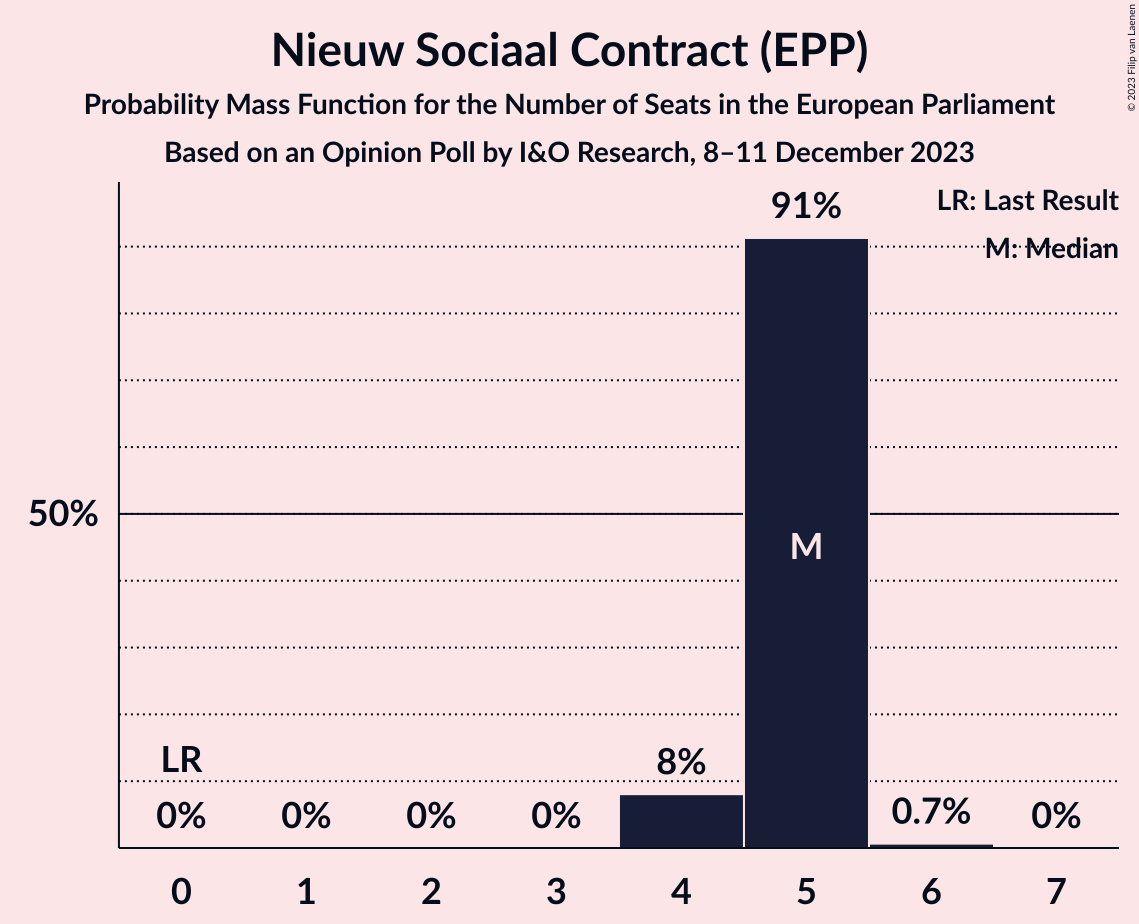 Nieuw Sociaal Contract (EPP)
Probability Mass Function for the Number of Seats in the European Parliament
Based on an Opinion Poll by I&O Research, 8–11 December 2023
© 2023 Filip van Laenen
LR: Last Result
M: Median
91%
50%
M
LR
8%
0% 0% 0% 0% 0.7% 0%
0 1 2 3 4 5 6 7